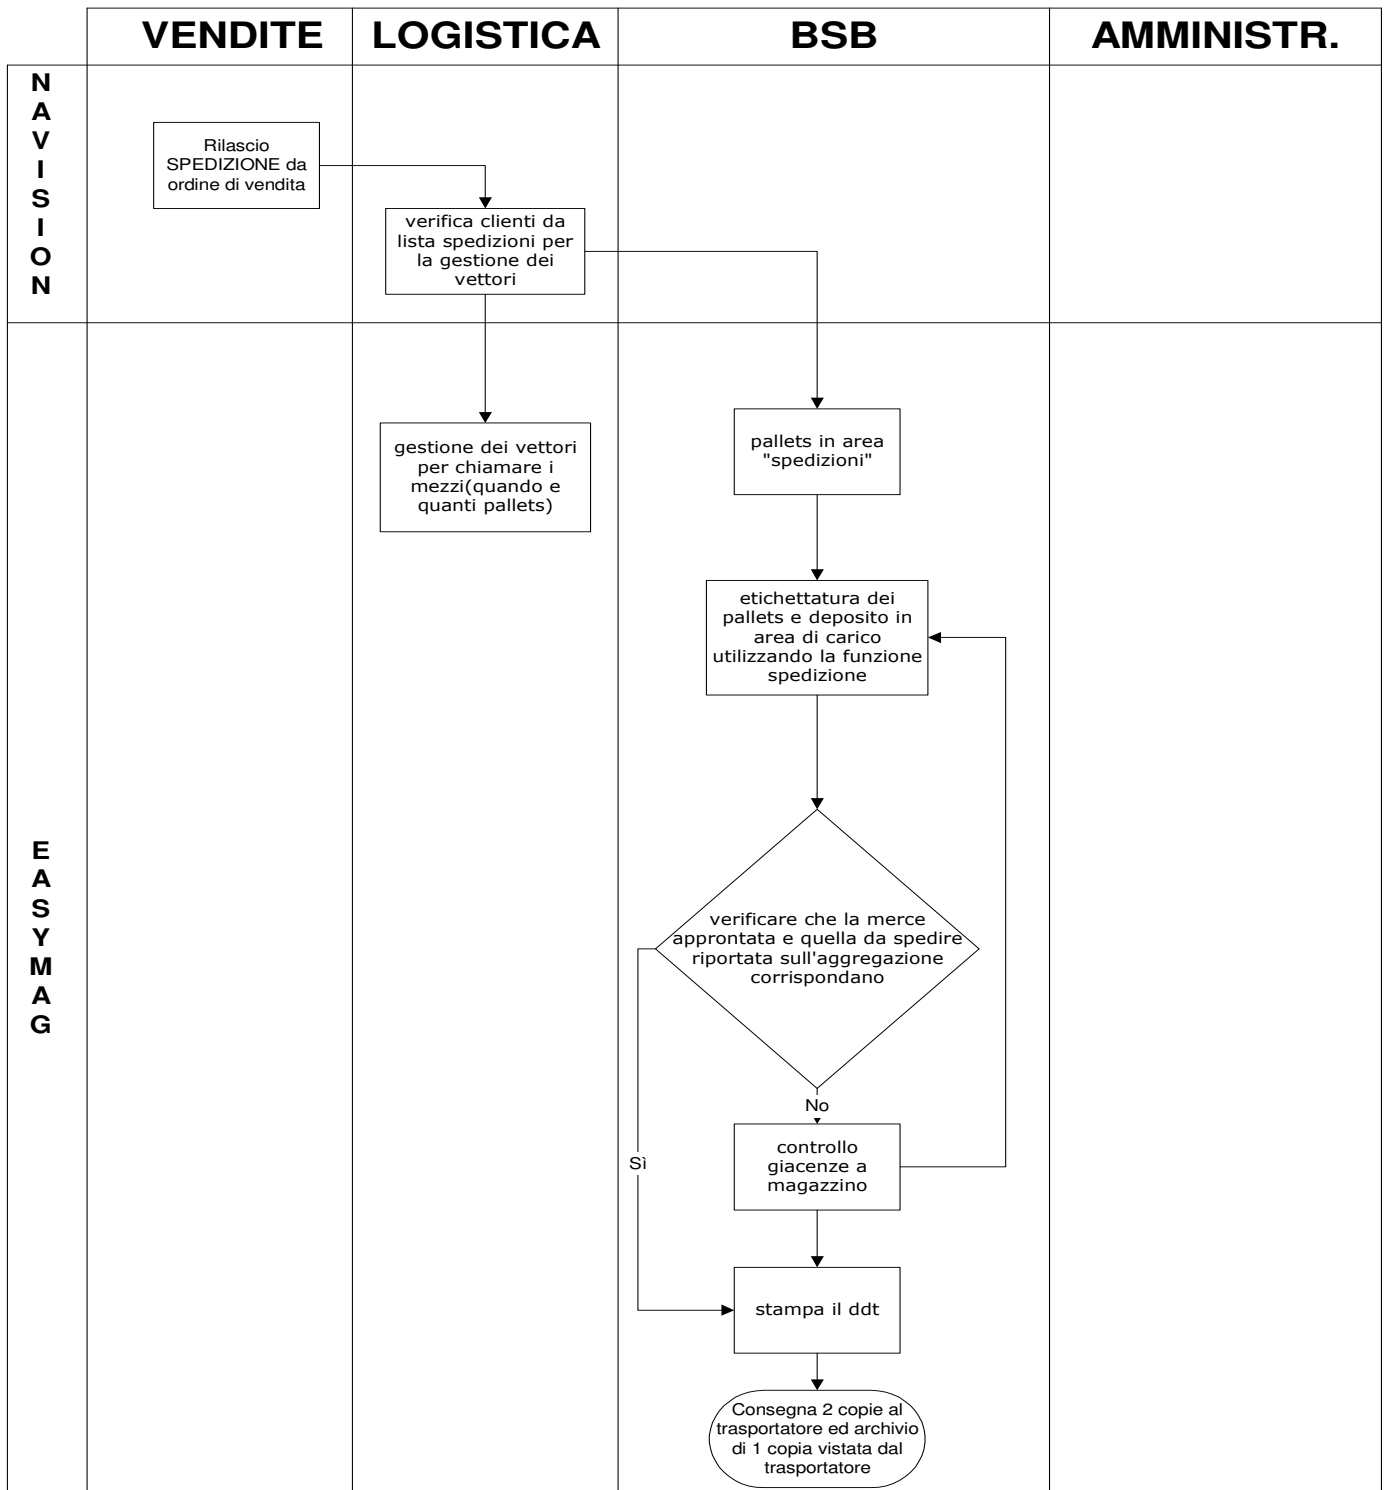 VENDITE
LOGISTICA
BSB
AMMINISTR.
N
A
V
I
S
I
O
N
Rilascio
SPEDIZIONE da
ordine di vendita
verifica clienti da
lista spedizioni per
la gestione dei
vettori
E
A
S
Y
M
A
G
gestione dei vettori
per chiamare i
mezzi(quando e
quanti pallets)
pallets in area
"spedizioni"
etichettatura dei
pallets e deposito in
area di carico
utilizzando la funzione
spedizione
verificare che la merce
approntata e quella da spedire
riportata sull'aggregazione
corrispondano
No
Sì
controllo
giacenze a
magazzino
stampa il ddt
Consegna 2 copie al
trasportatore ed archivio
di 1 copia vistata dal
trasportatore